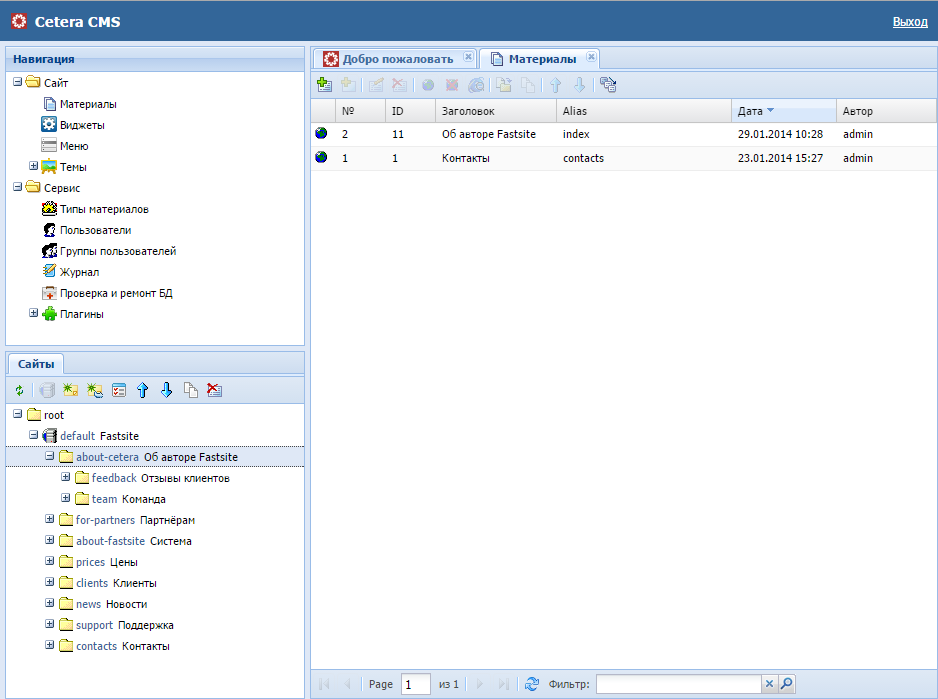 Cetera CMS
Выход
Навигация
Сайт
Материалы
Виджеты
Меню
Темы
Сервис
Типы материалов
Пользователи
Группы пользователей
Журнал
Проверка и ремонт БД
Плагины
Сайты
root
default Fastsite
about-cetera Об авторе Fastsite
feedback Отзывы клиентов
team Команда
for-partners Партнёрам
about-fastsite Система
prices Цены
clients Клиенты
news Новости
support Поддержка
contacts Контакты
Добро пожаловать Материалы
№ ID Заголовок Alias Дата Автор
2 11 Об авторе Fastsite index 29.01.2014 10:28 admin
1 1 Контакты contacts 23.01.2014 15:27 admin
Page 1 из 1 Фильтр: